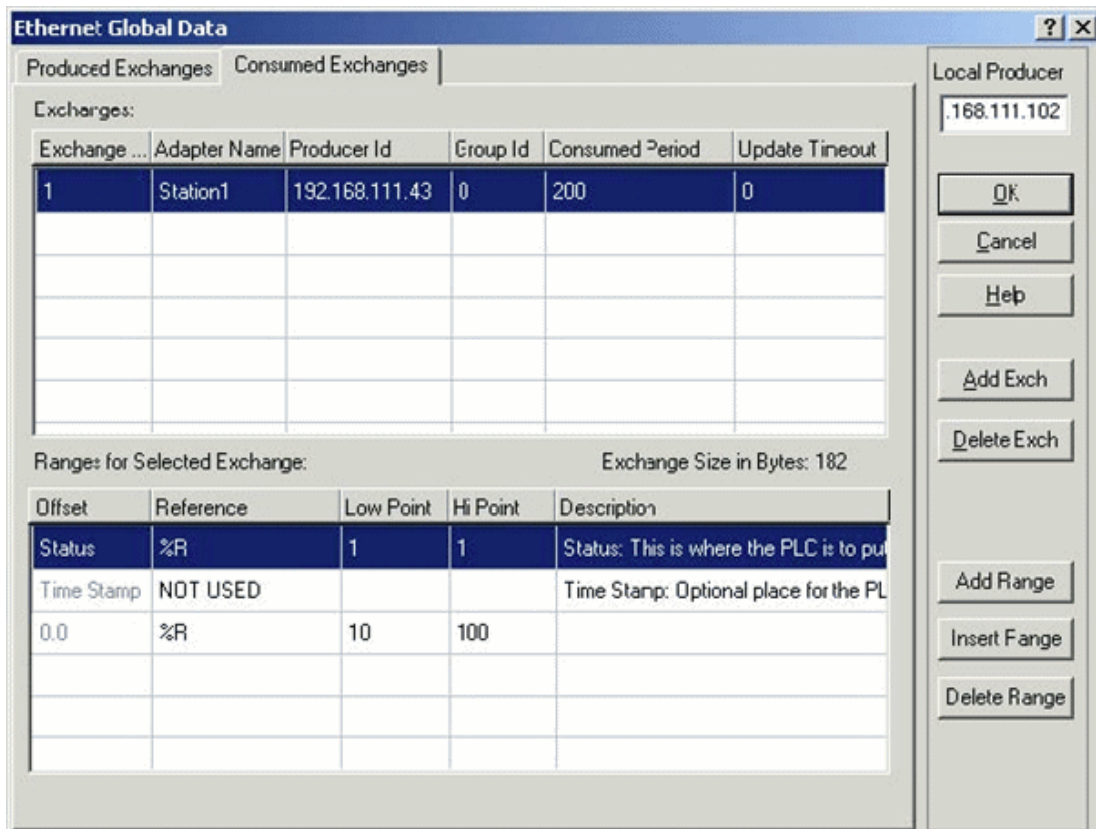 Ethernet Global Data
Produced Exchanges Consumed Exchanges
Local Producer
.168.111.102
Exchanges:
Exchange ... Adapter Name Producer Id Group Id Consumed Period Update Timeout
1 Station1 192.168.111.43 0 200 0
OK
Cancel
Help
Add Exch
Delete Exch
Ranges for Selected Exchange: Exchange Size in Bytes: 182
Offset Reference Low Point Hi Point Description
Status %R 1 1 Status: This is where the PLC is to put
Time Stamp NOT USED Time Stamp: Optional place for the PL
0.0 %R 10 100
Add Range
Insert Range
Delete Range